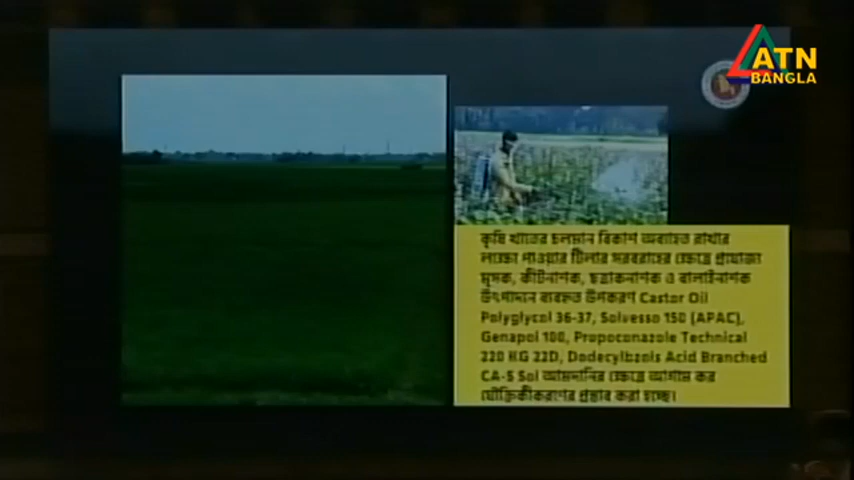 ATN
BANGLA
কৃষি খাতের চলমান বিকাশ অব্যাহত রাখার
লক্ষ্যে পাওয়ার টিলার সরবরাহের ক্ষেত্রে প্রযোজ্য
মূসক, কীটনাশক, ছত্রাকনাশক ও বালাইনাশক
উৎপাদনে ব্যবহৃত উপকরণ Castor Oil
Polyglycol 36-37, Solvesso 150 (APAC),
Genapol 100, Propoconazole Technical
220 KG 22D, Dodecylbzols Acid Branched
CA-5 Sol আমদানির ক্ষেত্রে আগাম কর
যৌক্তিকীকরণের প্রস্তাব করা হচ্ছে।